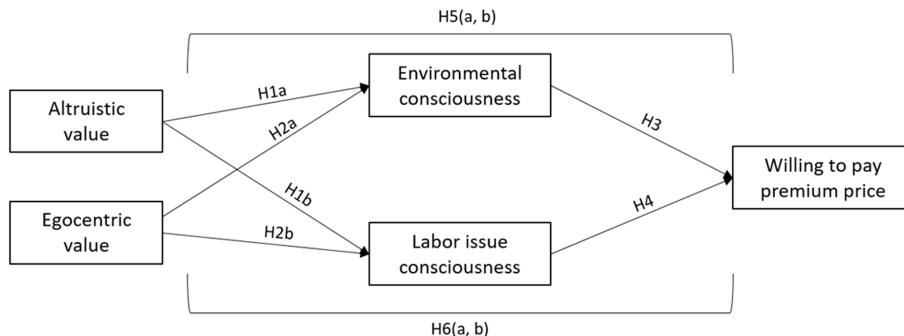 H5(a, b)
Altruistic
value
Egocentric
value
H1a
H2a
H1b
H2b
Environmental
consciousness
Labor issue
consciousness
H3
H4
Willing to pay
premium price
H6(a, b)